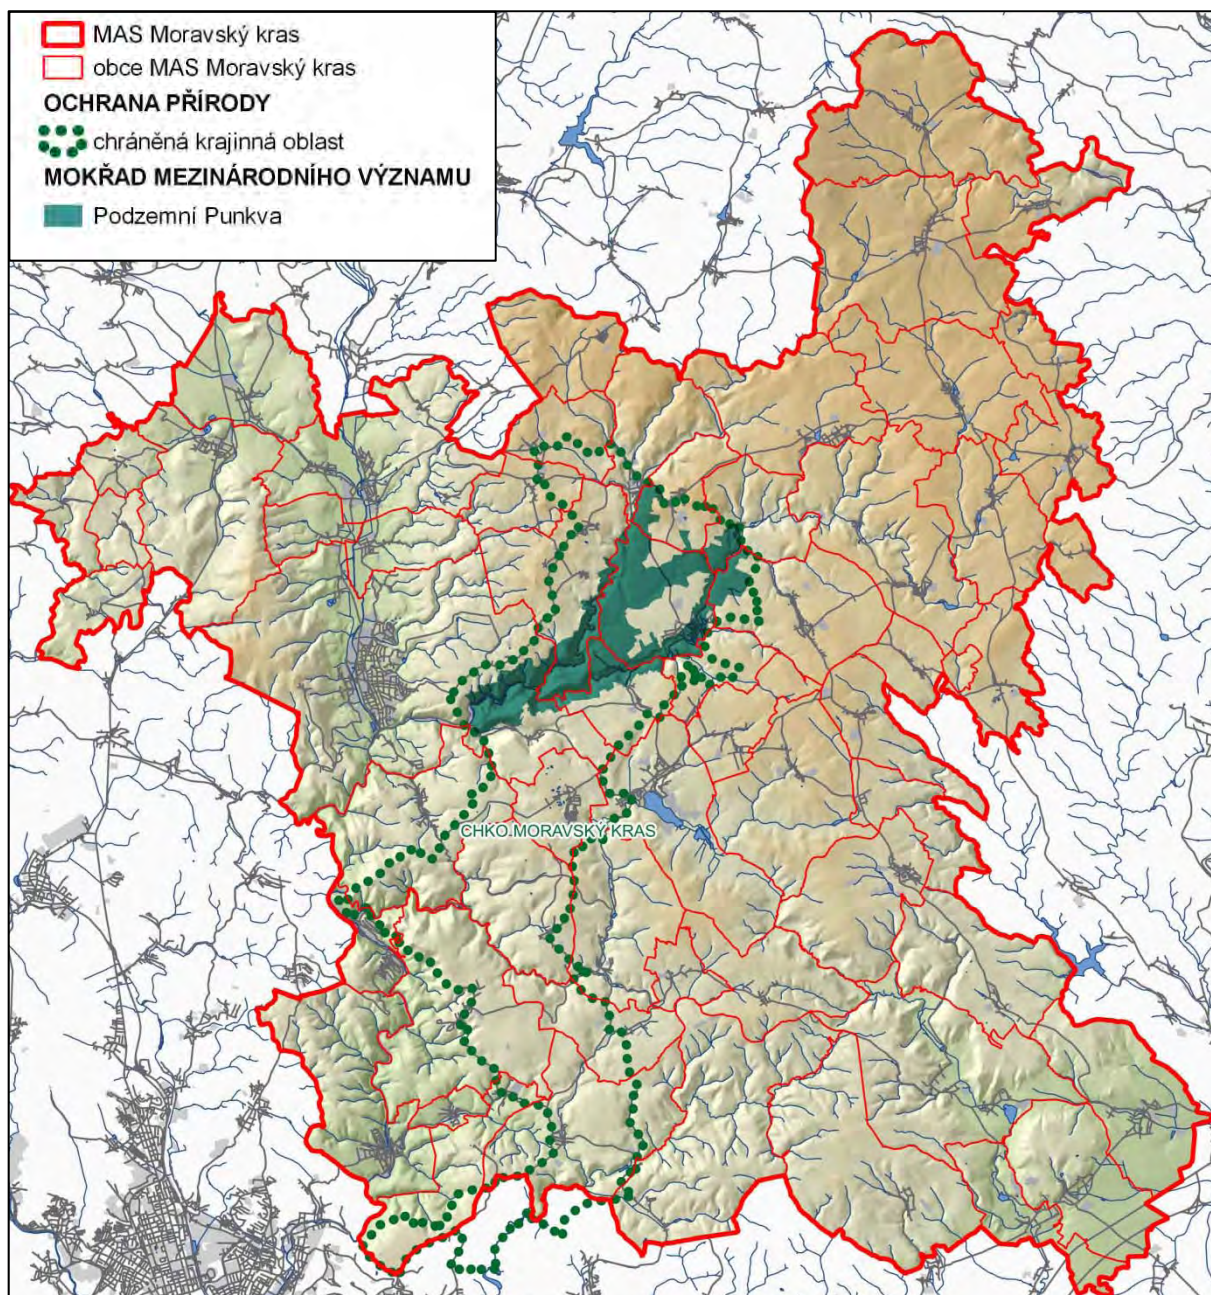 MAS Moravský kras
obce MAS Moravský kras
OCHRANA PŘÍRODY
chráněná krajinná oblast
MOKŘAD MEZINÁRODNÍHO VÝZNAMU
Podzemní Punkva
CHKO MORAVSKÝ KRAS